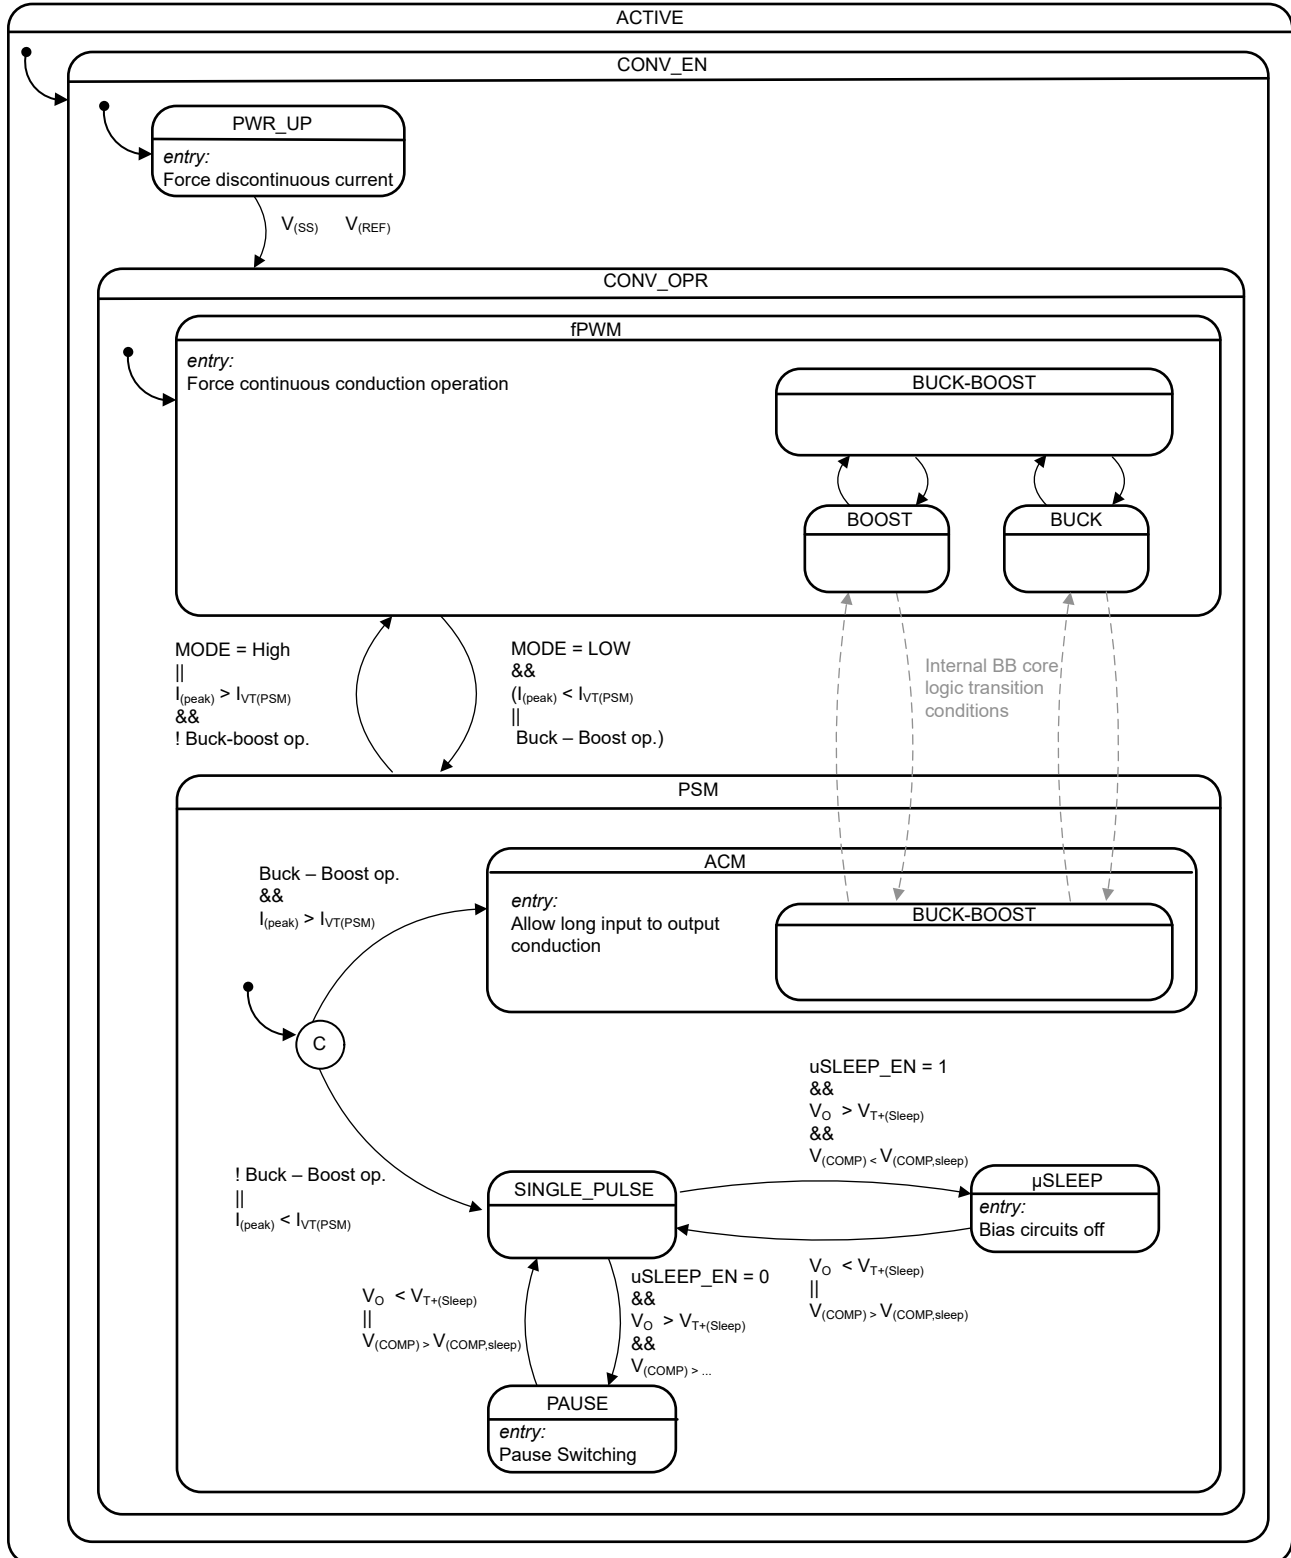 ACTIVE
CONV_EN
PWR_UP
entry:
Force discontinuous current
V(SS) V(REF)
CONV_OPR
fPWM
entry:
Force continuous conduction operation
BUCK-BOOST
BOOST
BUCK
MODE = High
||
I(peak) > IVT(PSM)
&&
! Buck-boost op.
MODE = LOW
&&
(I(peak) < IVT(PSM)
||
Buck – Boost op.)
Internal BB core
logic transition
conditions
PSM
ACM
entry:
Allow long input to output
conduction
BUCK-BOOST
Buck – Boost op.
&&
I(peak) > IVT(PSM)
C
! Buck – Boost op.
||
I(peak) < IVT(PSM)
SINGLE_PULSE
uSLEEP_EN = 1
&&
VO > VT+(Sleep)
&&
V(COMP) < V(COMP,sleep)
µSLEEP
entry:
Bias circuits off
VO < VT+(Sleep)
||
V(COMP) > V(COMP,sleep)
VO < VT+(Sleep)
||
V(COMP) > V(COMP,sleep)
uSLEEP_EN = 0
&&
VO > VT+(Sleep)
&&
V(COMP) > ...
PAUSE
entry:
Pause Switching